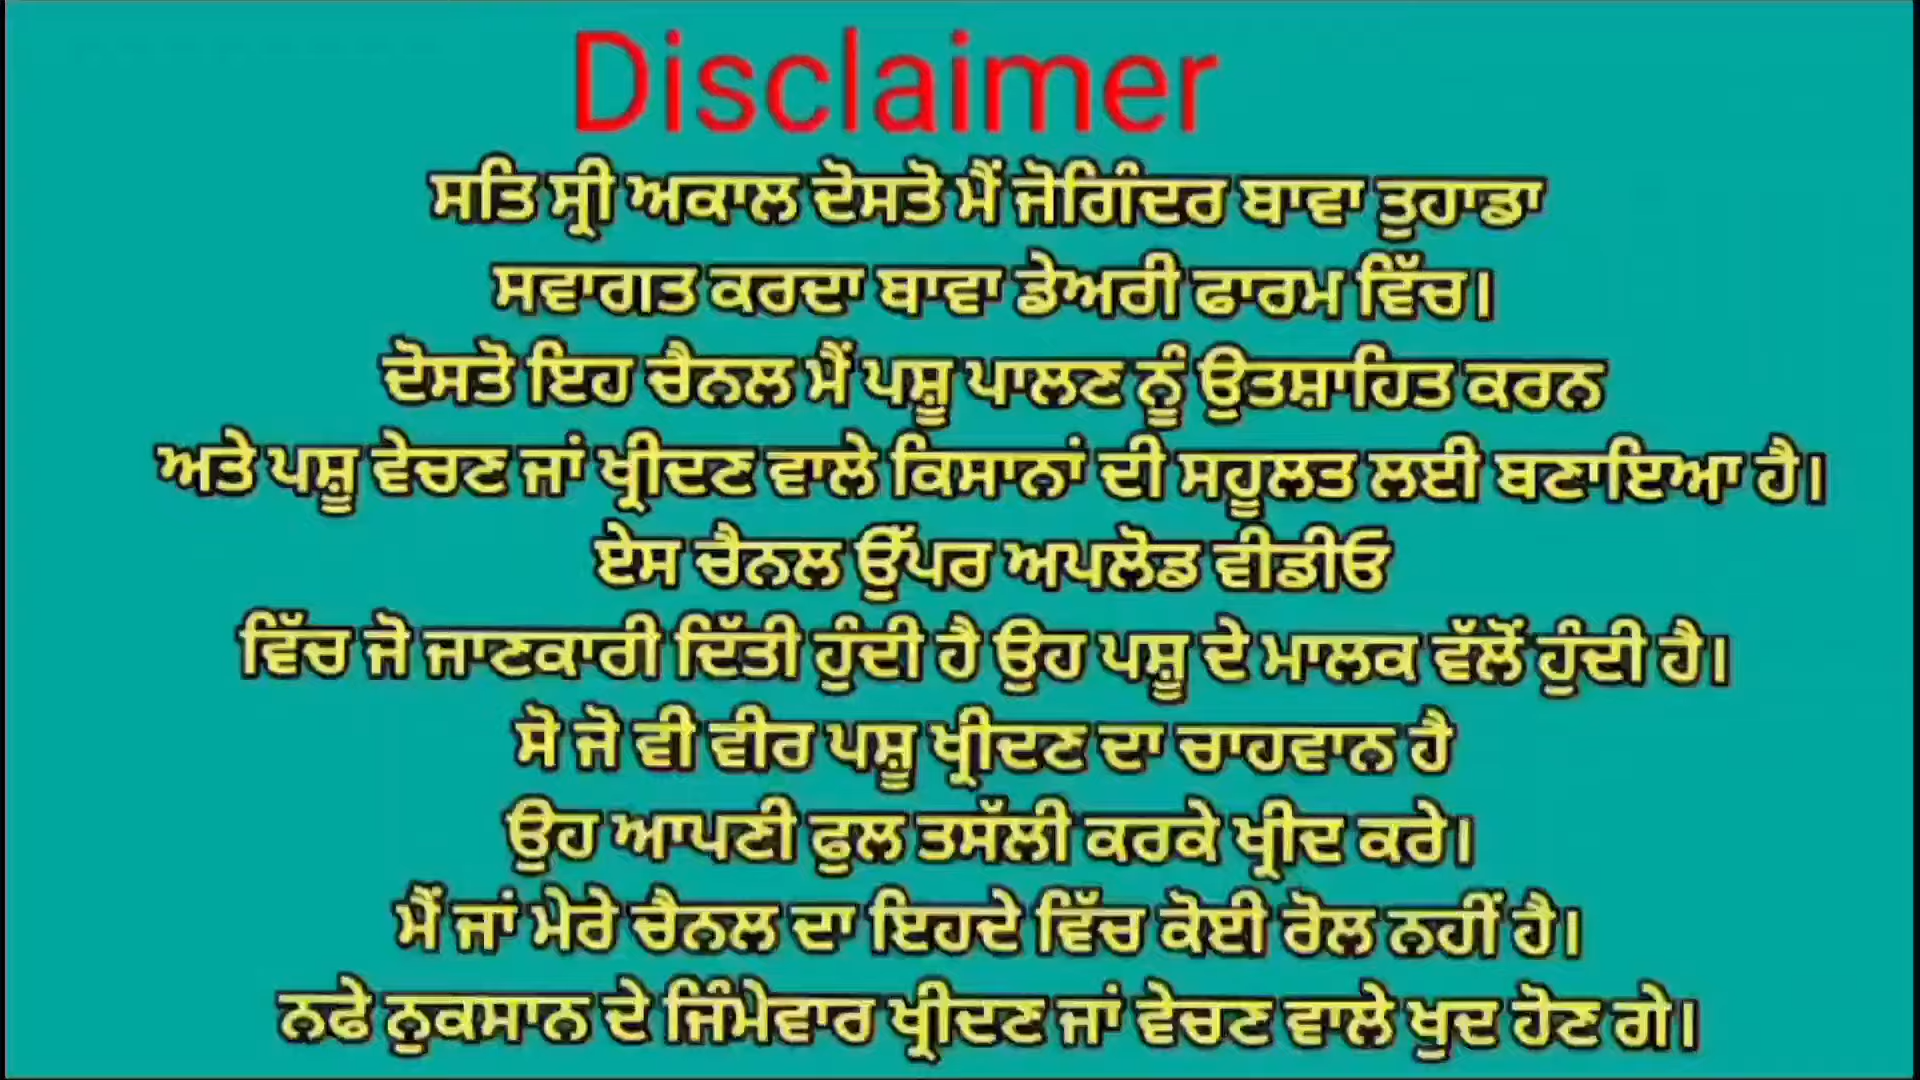 Disclaimer
ਸਤਿ ਸ੍ਰੀ ਅਕਾਲ ਦੋਸਤੋ ਮੈਂ ਜੋਗਿੰਦਰ ਬਾਵਾ ਤੁਹਾਡਾ
ਸਵਾਗਤ ਕਰਦਾ ਬਾਵਾ ਡੇਅਰੀ ਫਾਰਮ ਵਿੱਚ।
ਦੋਸਤੋ ਇਹ ਚੈਨਲ ਮੈਂ ਪਸ਼ੂ ਪਾਲਣ ਨੂੰ ਉਤਸ਼ਾਹਿਤ ਕਰਨ
ਅਤੇ ਪਸ਼ੂ ਵੇਚਣ ਜਾਂ ਖ੍ਰੀਦਣ ਵਾਲੇ ਕਿਸਾਨਾਂ ਦੀ ਸਹੂਲਤ ਲਈ ਬਣਾਇਆ ਹੈ।
ਏਸ ਚੈਨਲ ਉੱਪਰ ਅਪਲੋਡ ਵੀਡੀਓ
ਵਿੱਚ ਜੋ ਜਾਣਕਾਰੀ ਦਿੱਤੀ ਹੁੰਦੀ ਹੈ ਉਹ ਪਸ਼ੂ ਦੇ ਮਾਲਕ ਵੱਲੋਂ ਹੁੰਦੀ ਹੈ।
ਸੋ ਜੋ ਵੀ ਵੀਰ ਪਸ਼ੂ ਖ੍ਰੀਦਣ ਦਾ ਚਾਹਵਾਨ ਹੈ
ਉਹ ਆਪਣੀ ਫੁਲ ਤਸੱਲੀ ਕਰਕੇ ਖ੍ਰੀਦ ਕਰੇ।
ਮੈਂ ਜਾਂ ਮੇਰੇ ਚੈਨਲ ਦਾ ਇਹਦੇ ਵਿੱਚ ਕੋਈ ਰੋਲ ਨਹੀਂ ਹੈ।
ਨਫੇ ਨੁਕਸਾਨ ਦੇ ਜਿੰਮੇਵਾਰ ਖ੍ਰੀਦਣ ਜਾਂ ਵੇਚਣ ਵਾਲੇ ਖੁਦ ਹੋਣ ਗੇ।